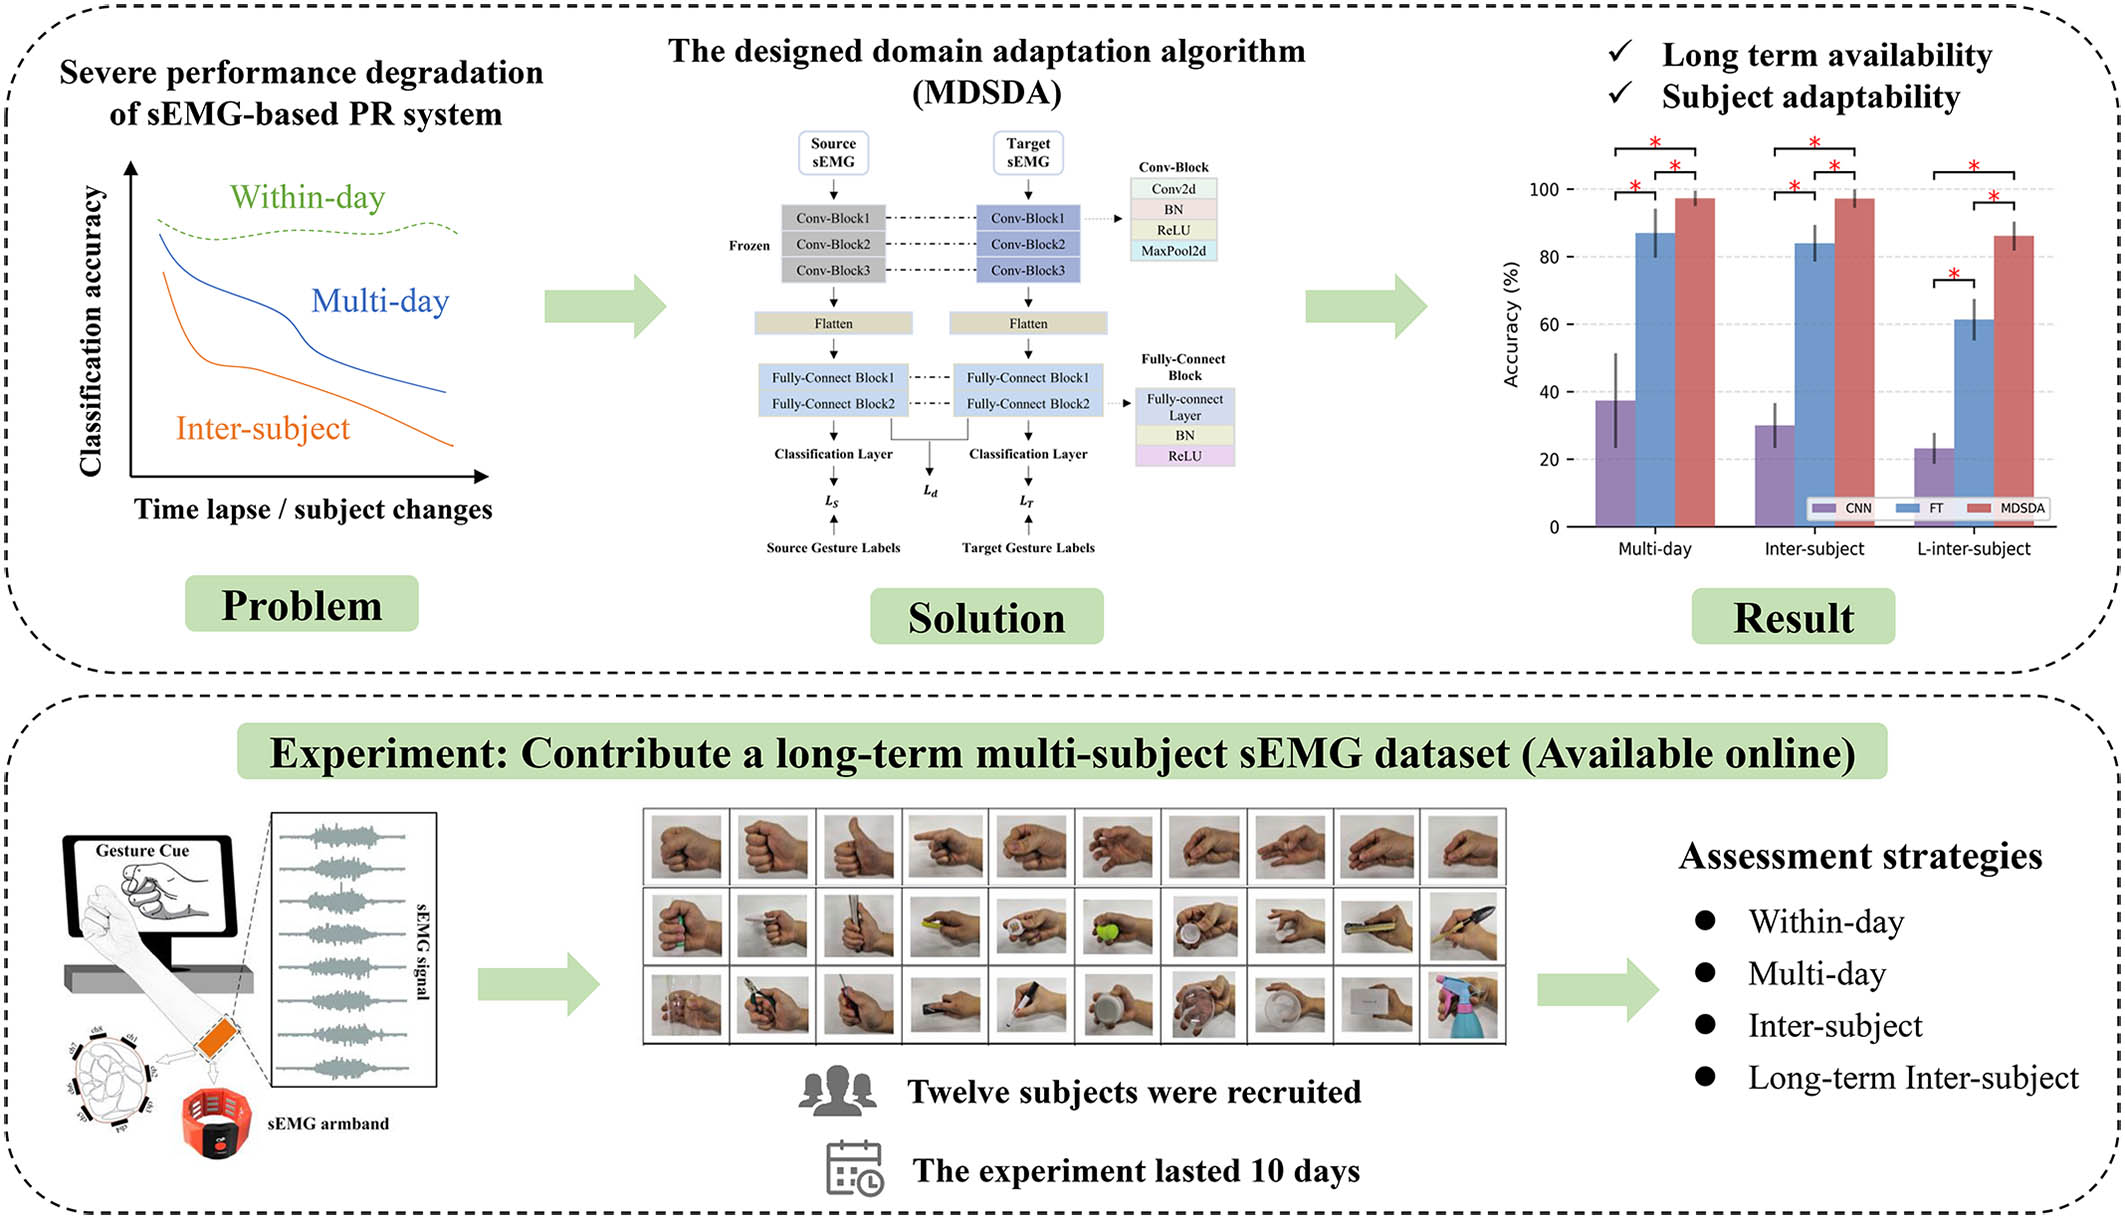 Severe performance degradation
of sEMG-based PR system
Classification accuracy
Within-day
Multi-day
Inter-subject
Time lapse / subject changes
Problem
The designed domain adaptation algorithm
(MDSDA)
Source
sEMG
Target
sEMG
Frozen
Conv-Block1
Conv-Block2
Conv-Block3
Conv-Block1
Conv-Block2
Conv-Block3
Conv-Block
Conv2d
BN
ReLU
MaxPool2d
Flatten
Flatten
Fully-Connect Block1
Fully-Connect Block2
Fully-Connect Block1
Fully-Connect Block2
Fully-Connect
Block
Fully-connect
Layer
BN
ReLU
Classification Layer
Classification Layer
L_S
L_d
L_T
Source Gesture Labels
Target Gesture Labels
Solution
✓ Long term availability
✓ Subject adaptability
Accuracy (%)
100
80
60
40
20
0
* * *
* * *
* * *
CNN FT MDSDA
Multi-day
Inter-subject
L-inter-subject
Result
Experiment: Contribute a long-term multi-subject sEMG dataset (Available online)
Gesture Cue
sEMG signal
ch8
ch1
ch7
sEMG armband
Twelve subjects were recruited
The experiment lasted 10 days
Assessment strategies
● Within-day
● Multi-day
● Inter-subject
● Long-term Inter-subject